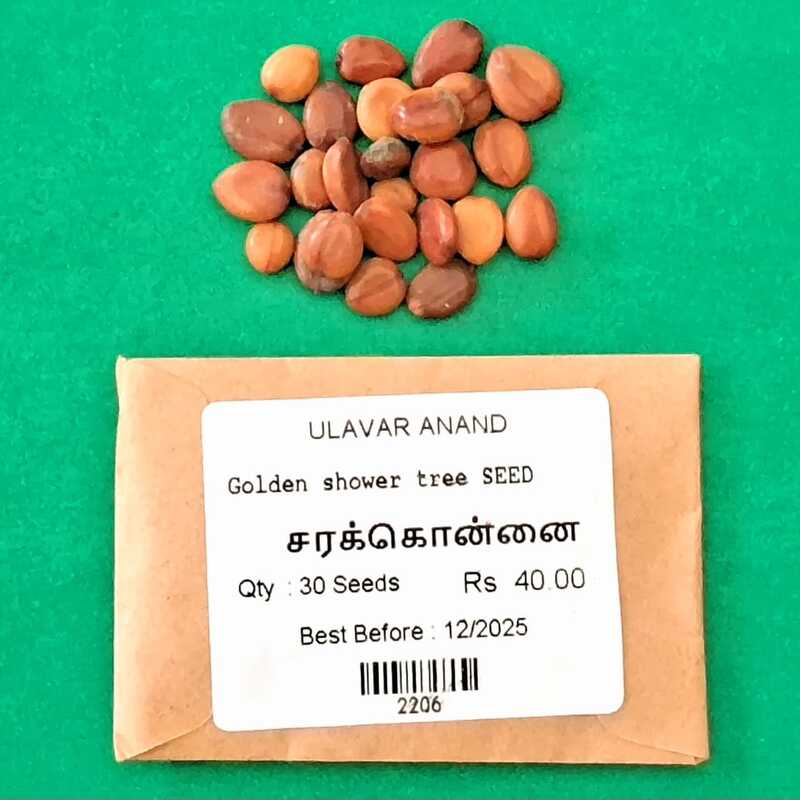 ULAVAR ANAND
Golden shower tree SEED
சரக்கொன்னை
Qty : 30 Seeds Rs 40.00
Best Before : 12/2025
2206